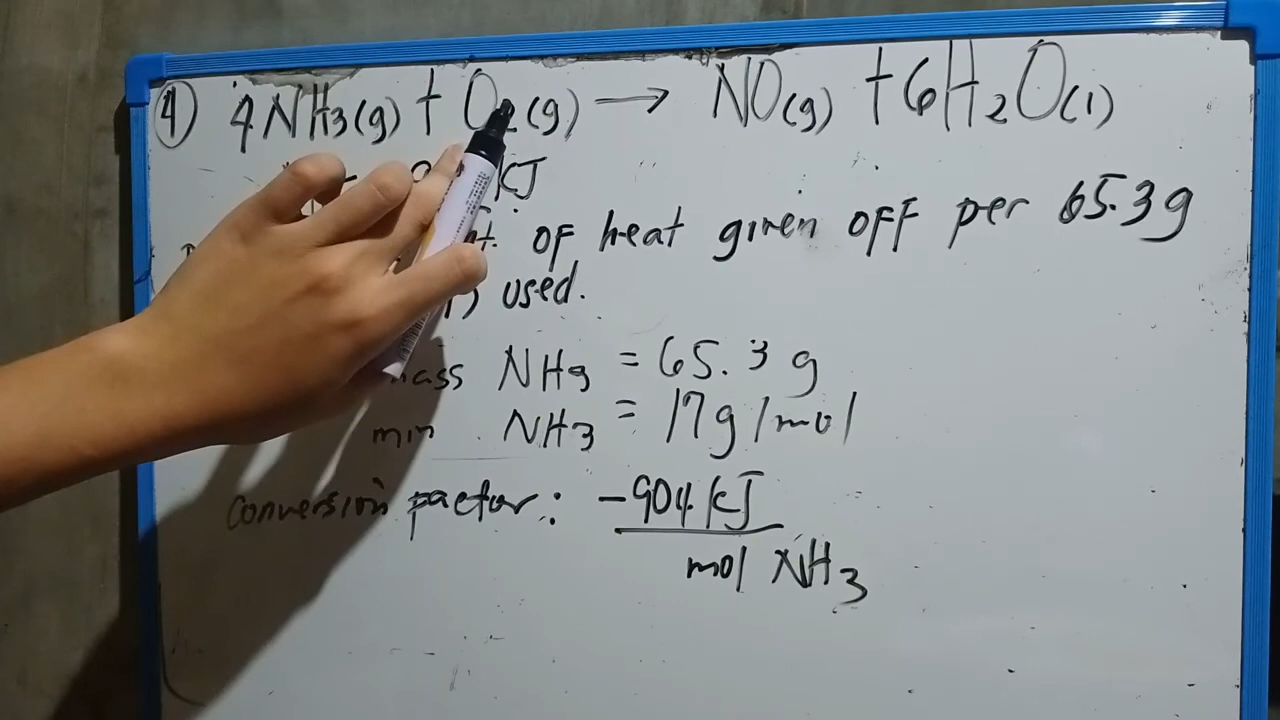 ④ 4NH₃(g) + O₂(g) → NO(g) + 6H₂O(l)
kJ
of heat given off per 65.3g
used.
mass NH₃ = 65.3 g
mm NH₃ = 17g/mol
conversion factor: -904 kJ
mol NH₃